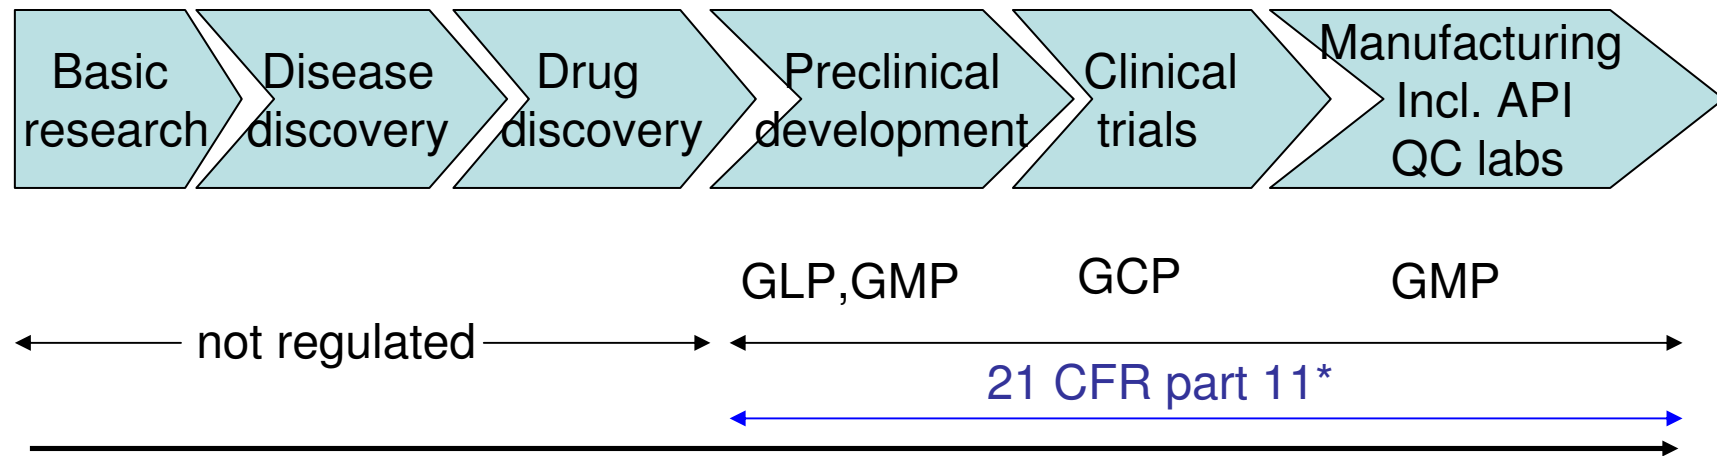 Basic
research
Disease
discovery
Drug
discovery
Preclinical
development
Clinical
trials
Manufacturing
Incl. API
QC labs
GLP,GMP
GCP
GMP
not regulated
21 CFR part 11*